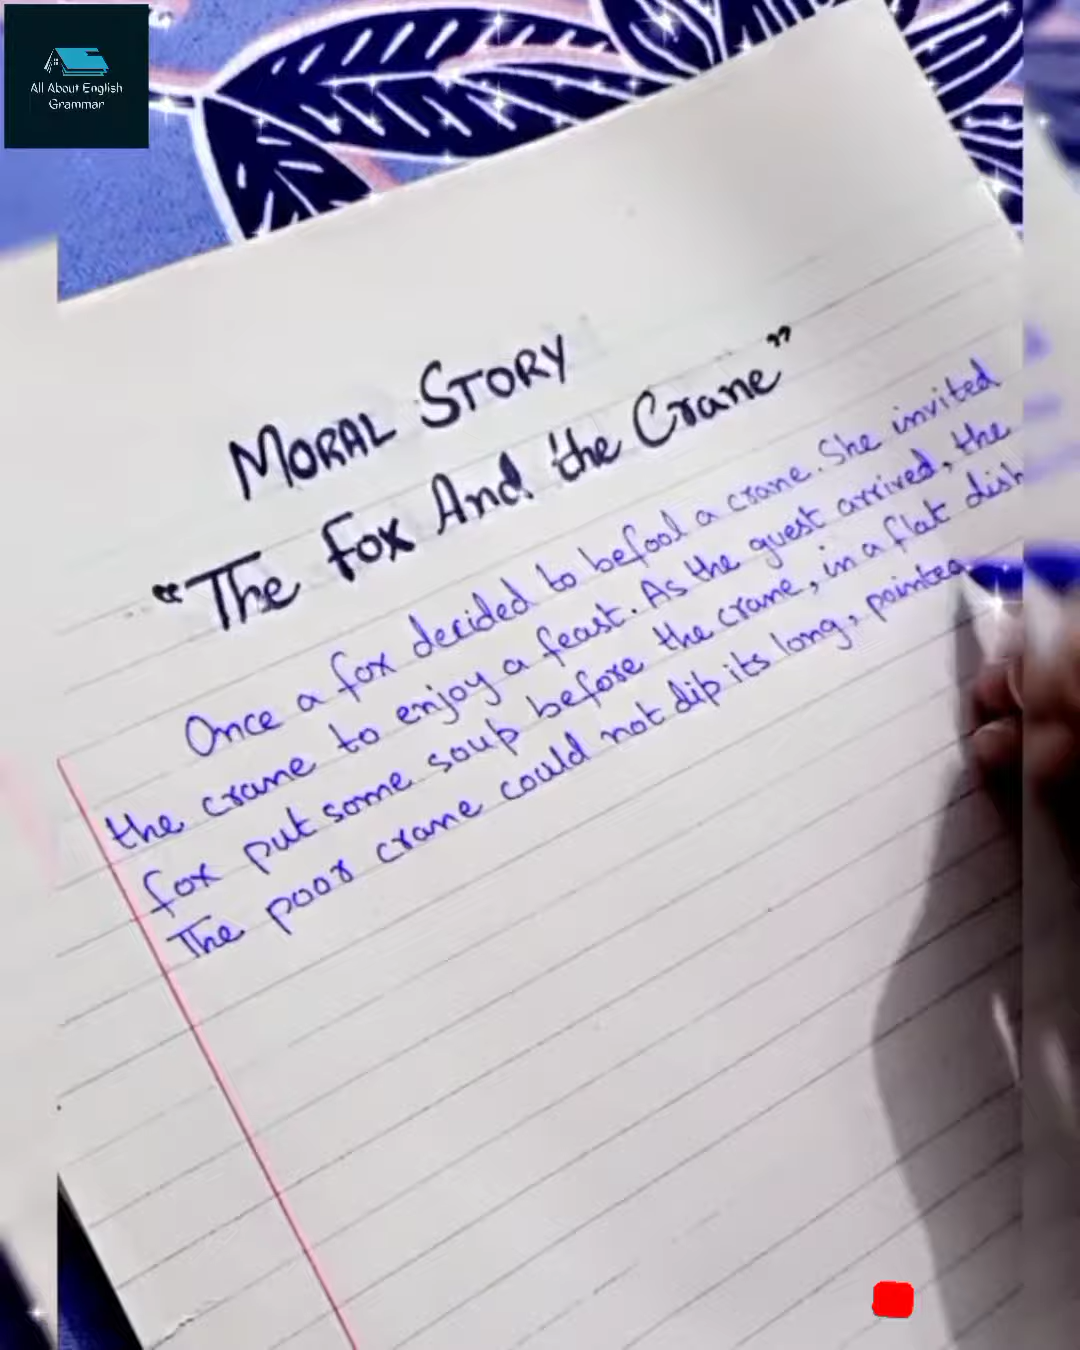 All About English
Grammar
MORAL STORY
"The Fox And the Crane"
Once a fox decided to befool a crane. She invited
the crane to enjoy a feast. As the guest arrived, the
fox put some soup before the crane, in a flat dish
The poor crane could not dip its long, pointed